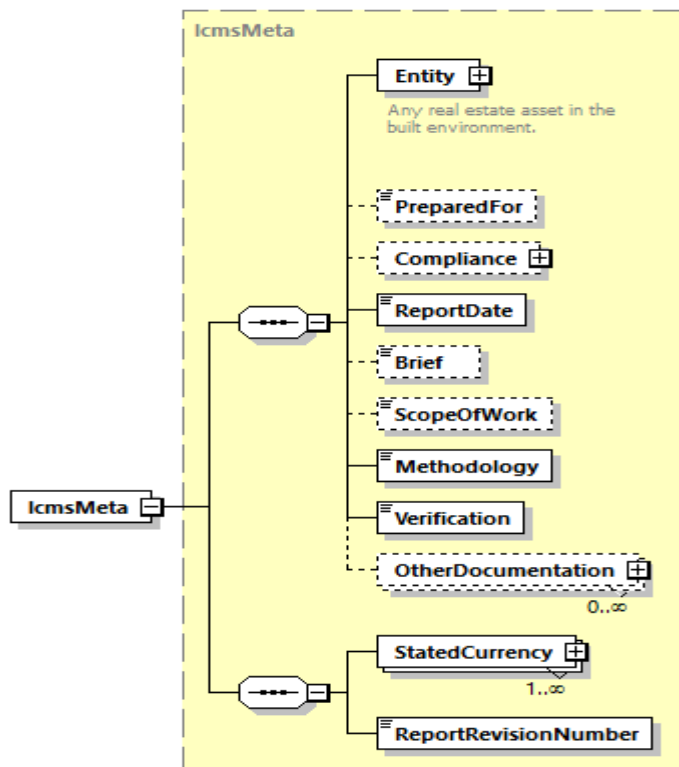 IcmsMeta
Entity
Any real estate asset in the
built environment.
PreparedFor
Compliance
ReportDate
Brief
ScopeOfWork
Methodology
IcmsMeta
Verification
OtherDocumentation
0..∞
StatedCurrency
1..∞
ReportRevisionNumber